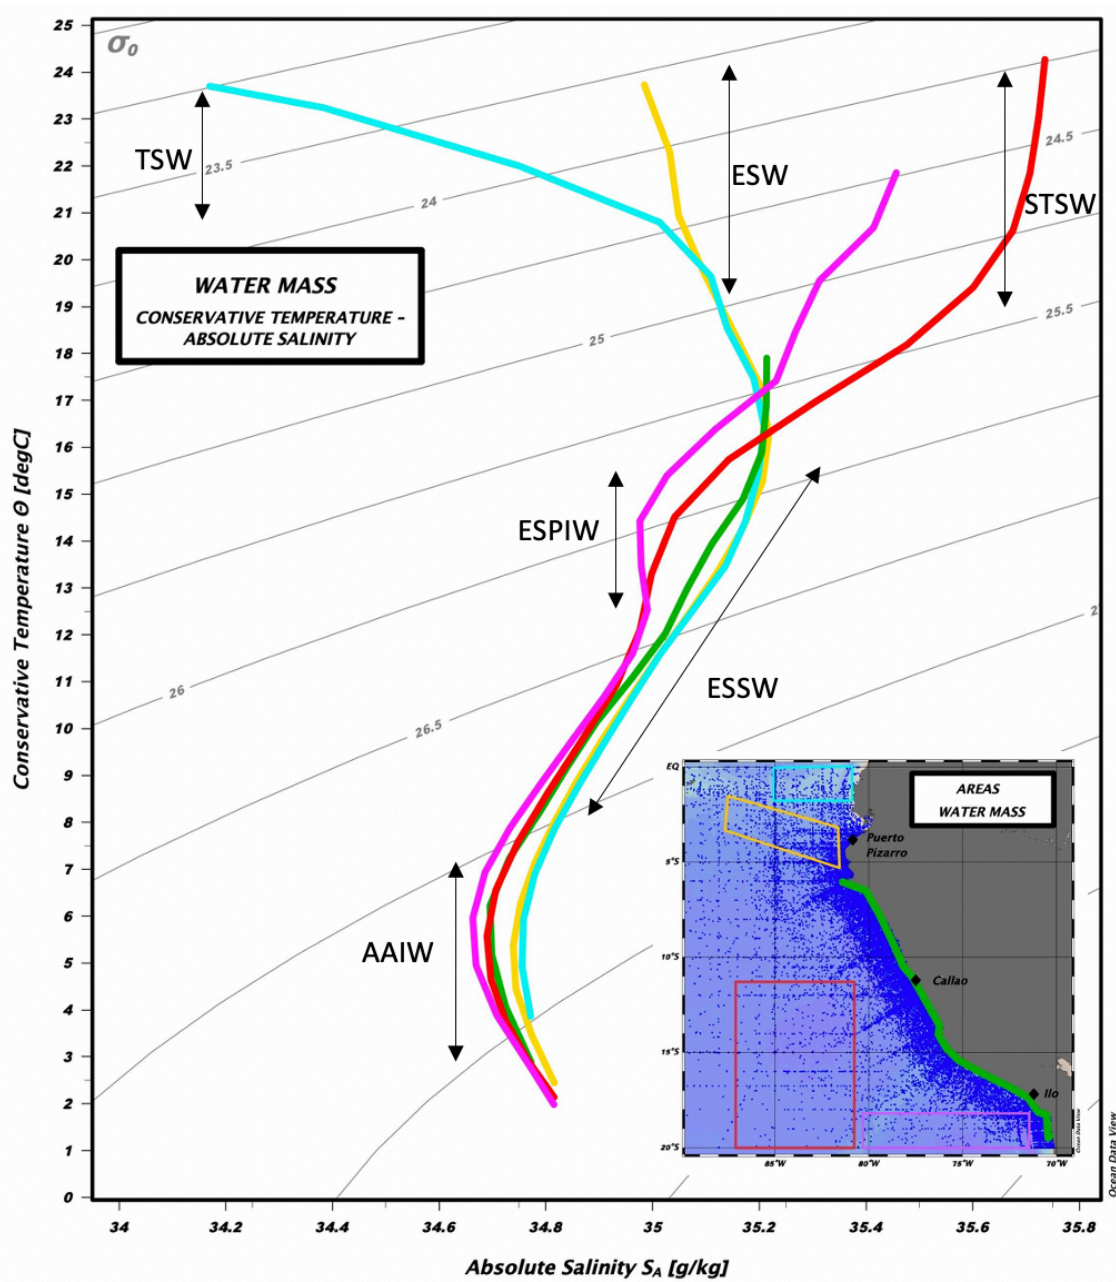 25
24
23
22
21
20
19
18
17
16
15
14
13
12
11
10
9
8
7
6
5
4
3
2
1
0
Conservative Temperature Θ [degC]
σ0
TSW
23.5
24
ESW
24.5
STSW
WATER MASS
CONSERVATIVE TEMPERATURE –
ABSOLUTE SALINITY
25
25.5
ESPIW
ESSW
26
26.5
2
AAIW
AREAS
WATER MASS
EQ
5°S
10°S
15°S
20°S
Puerto
Pizarro
Callao
Ilo
85°W
80°W
75°W
70°W
Ocean Data View
Ocean Data View
34
34.2
34.4
34.6
34.8
35
35.2
35.4
35.6
35.8
Absolute Salinity SA [g/kg]